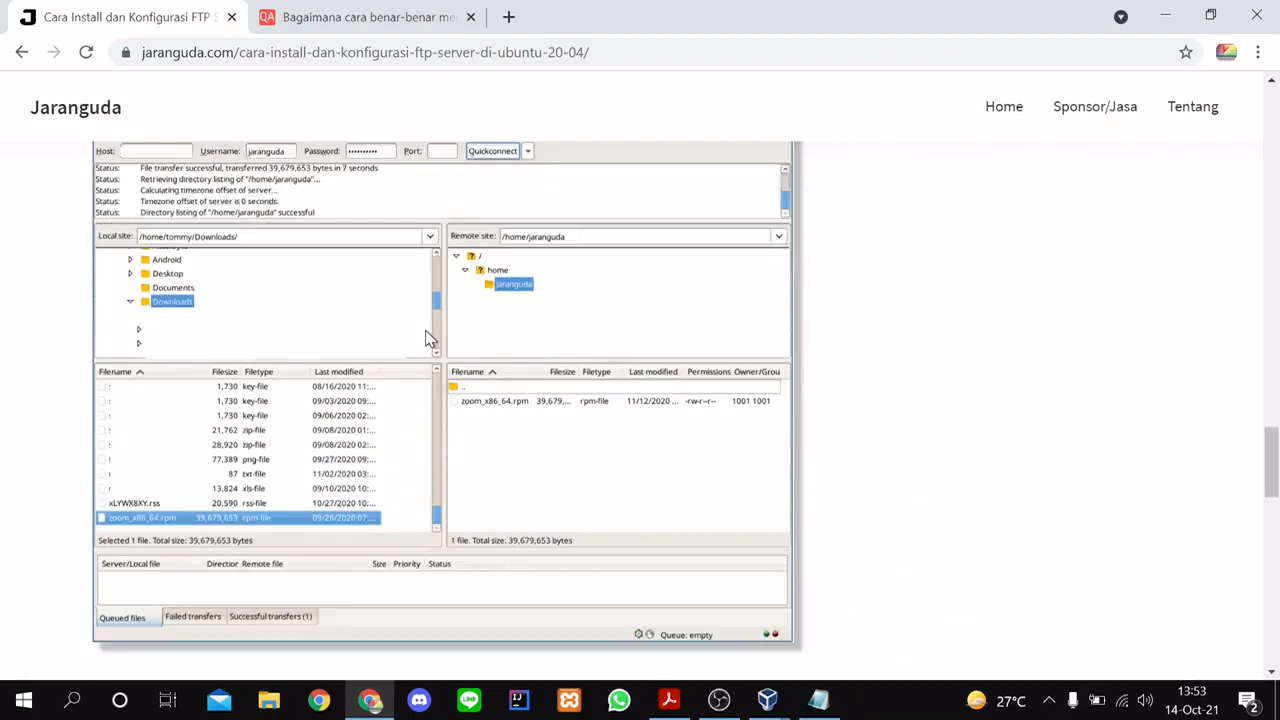 Cara Install dan Konfigurasi FTP S
QA Bagaimana cara benar-benar me
jaranguda.com/cara-install-dan-konfigurasi-ftp-server-di-ubuntu-20-04/
Jaranguda
Home Sponsor/Jasa Tentang
Host: Username: jaranguda Password: •••••••••• Port: Quickconnect
Status: File transfer successful, transferred 39,679,653 bytes in 7 seconds
Status: Retrieving directory listing of "/home/jaranguda"...
Status: Calculating timezone offset of server...
Status: Timezone offset of server is 0 seconds.
Status: Directory listing of "/home/jaranguda" successful
Local site: /home/tommy/Downloads/
Android
Desktop
Documents
Downloads
Remote site: /home/jaranguda
/
home
jaranguda
Filename Filesize Filetype Last modified
1,730 key-file 08/16/2020 11:...
1,730 key-file 09/03/2020 09:...
1,730 key-file 09/06/2020 02:...
21,762 zip-file 09/08/2020 01:...
28,920 zip-file 09/08/2020 02:...
77,389 png-file 09/27/2020 09:...
87 txt-file 11/02/2020 03:...
13,824 xls-file 09/10/2020 10:...
xLYWX8XY.rss 20,590 rss-file 10/27/2020 10:...
zoom_x86_64.rpm 39,679,653 rpm-file 09/26/2020 07:...
Selected 1 file. Total size: 39,679,653 bytes
Filename Filesize Filetype Last modified Permissions Owner/Grou
..
zoom_x86_64.rpm 39,679,... rpm-file 11/12/2020 ... -rw-r--r-- 1001 1001
1 file. Total size: 39,679,653 bytes
Server/Local file Direction Remote file Size Priority Status
Queued files Failed transfers Successful transfers (1)
Queue: empty
27°C
13:53
14-Oct-21
2